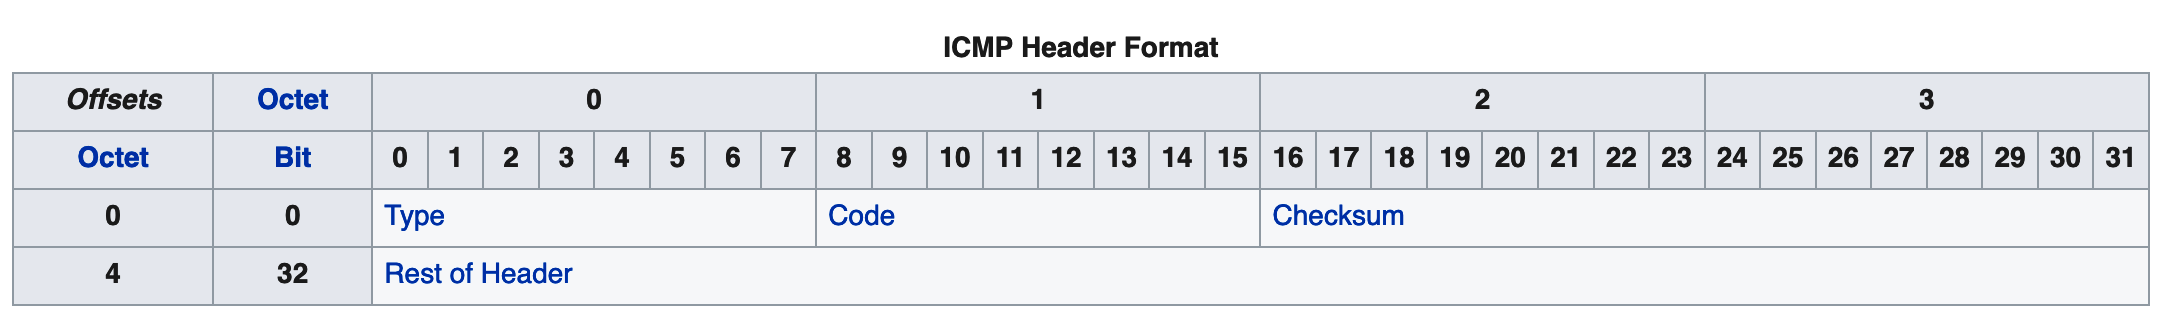 ICMP Header Format
Offsets Octet 0 1 2 3
Octet Bit 0 1 2 3 4 5 6 7 8 9 10 11 12 13 14 15 16 17 18 19 20 21 22 23 24 25 26 27 28 29 30 31
0 0 Type Code Checksum
4 32 Rest of Header